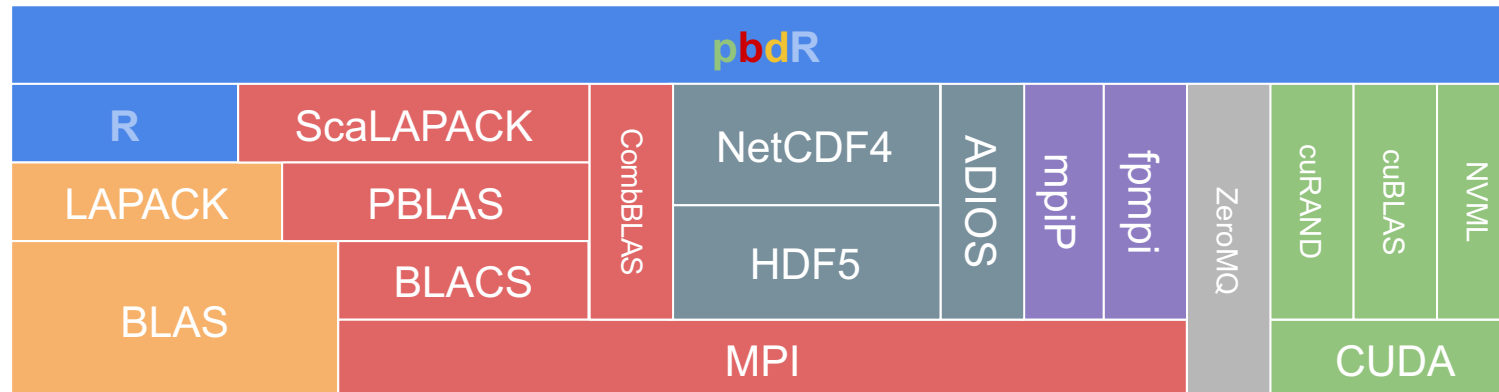 pbdR
R
ScaLAPACK
CombBLAS
NetCDF4
ADIOS
mpiP
fpmpi
ZeroMQ
cuRAND
cuBLAS
NVML
LAPACK
PBLAS
HDF5
BLAS
BLACS
MPI
CUDA